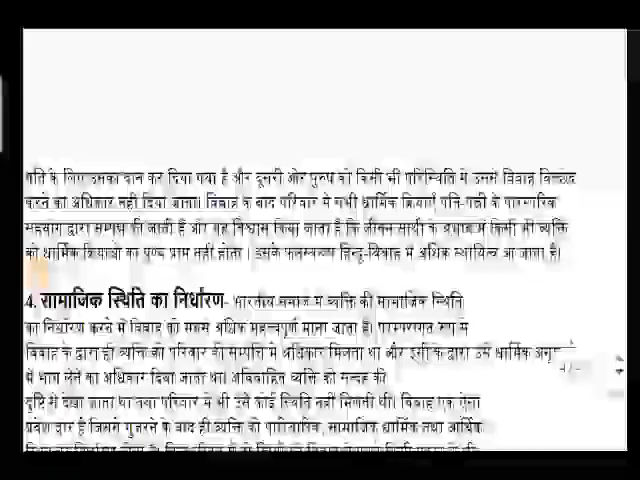 पति के लिए उसका दान कर दिया गया है और दूसरी ओर पुरुष को किसी भी परिस्थिति में उससे विवाह विच्छेद
करने का अधिकार नहीं दिया जाता। विवाह के बाद परिवार में सभी धार्मिक क्रियाएँ पति-पत्नी के पारस्परिक
सहयोग द्वारा सम्पन्न की जाती हैं और यह विश्वास किया जाता है कि जीवन साथी के अभाव में किसी भी व्यक्ति
को धार्मिक क्रियाओं का पुण्य प्राप्त नहीं होता। इसके फलस्वरूप हिन्दू-विवाह में अधिक स्थायित्व आ जाता है।
4. सामाजिक स्थिति का निर्धारण- भारतीय समाज में व्यक्ति की सामाजिक स्थिति
का निर्धारण करने में विवाह को सबसे अधिक महत्वपूर्ण माना जाता है। परम्परागत रूप से
विवाह के द्वारा ही व्यक्ति को परिवार की सम्पत्ति में अधिकार मिलता था और इसी के द्वारा उसे धार्मिक
में भाग लेने का अधिकार दिया जाता था। अविवाहित व्यक्ति को सन्देह की
दृष्टि से देखा जाता था तथा परिवार में भी उसे कोई स्थिति नहीं मिलती थी। विवाह एक ऐसा
प्रवेश द्वार है जिससे गुजरने के बाद ही व्यक्ति को पारिवारिक, सामाजिक धार्मिक तथा आर्थिक